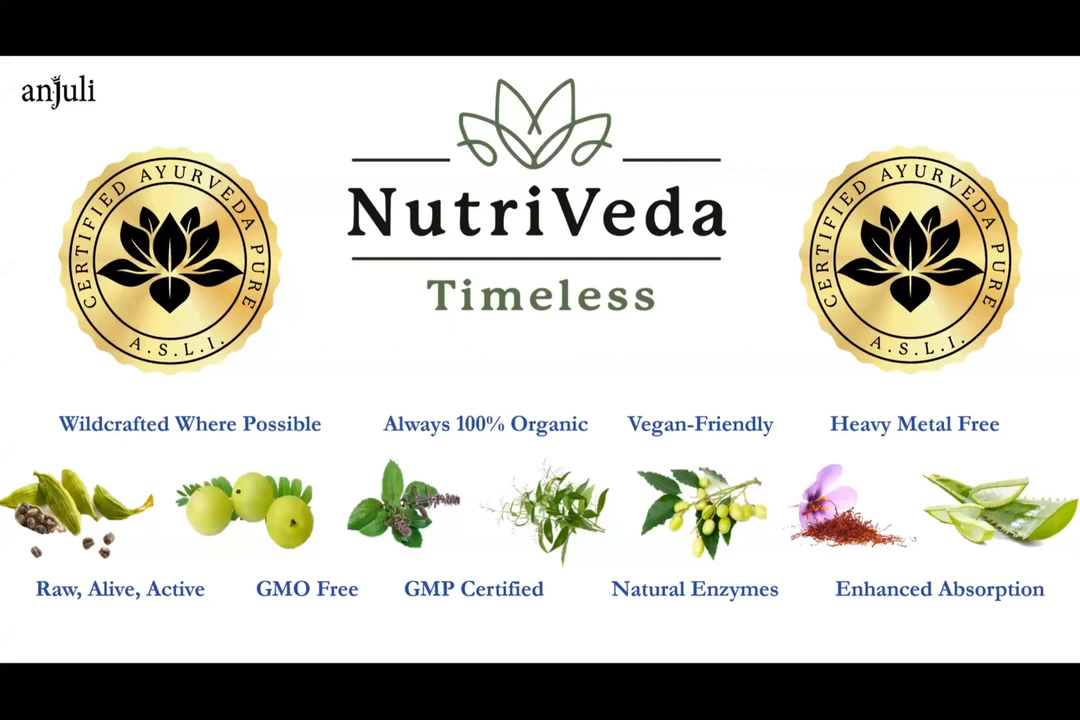 anjuli
NutriVeda
Timeless
CERTIFIED AYURVEDA PURE
A.S.L.I.
CERTIFIED AYURVEDA PURE
A.S.L.I.
Wildcrafted Where Possible
Always 100% Organic
Vegan-Friendly
Heavy Metal Free
Raw, Alive, Active
GMO Free
GMP Certified
Natural Enzymes
Enhanced Absorption